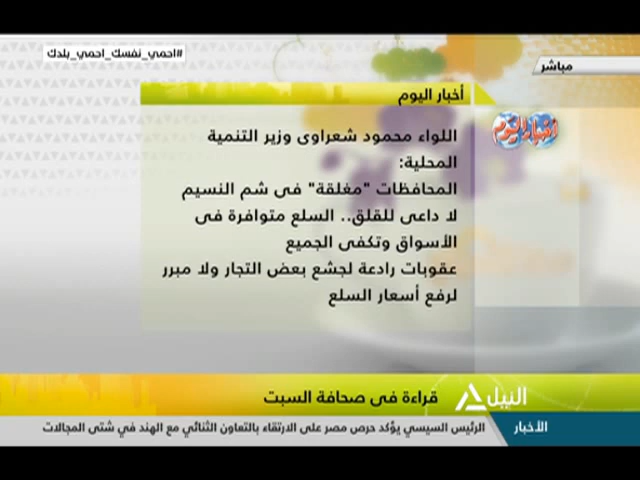 #احمي_نفسك_احمي_بلدك
مباشر
أخبار اليوم
أخبار اليوم
اللواء محمود شعراوى وزير التنمية
المحلية:
المحافظات "مغلقة" فى شم النسيم
لا داعى للقلق.. السلع متوافرة فى
الأسواق وتكفى الجميع
عقوبات رادعة لجشع بعض التجار ولا مبرر
لرفع أسعار السلع
النيل
قراءة فى صحافة السبت
الأخبار
الرئيس السيسي يؤكد حرص مصر على الارتقاء بالتعاون الثنائي مع الهند في شتى المجالات